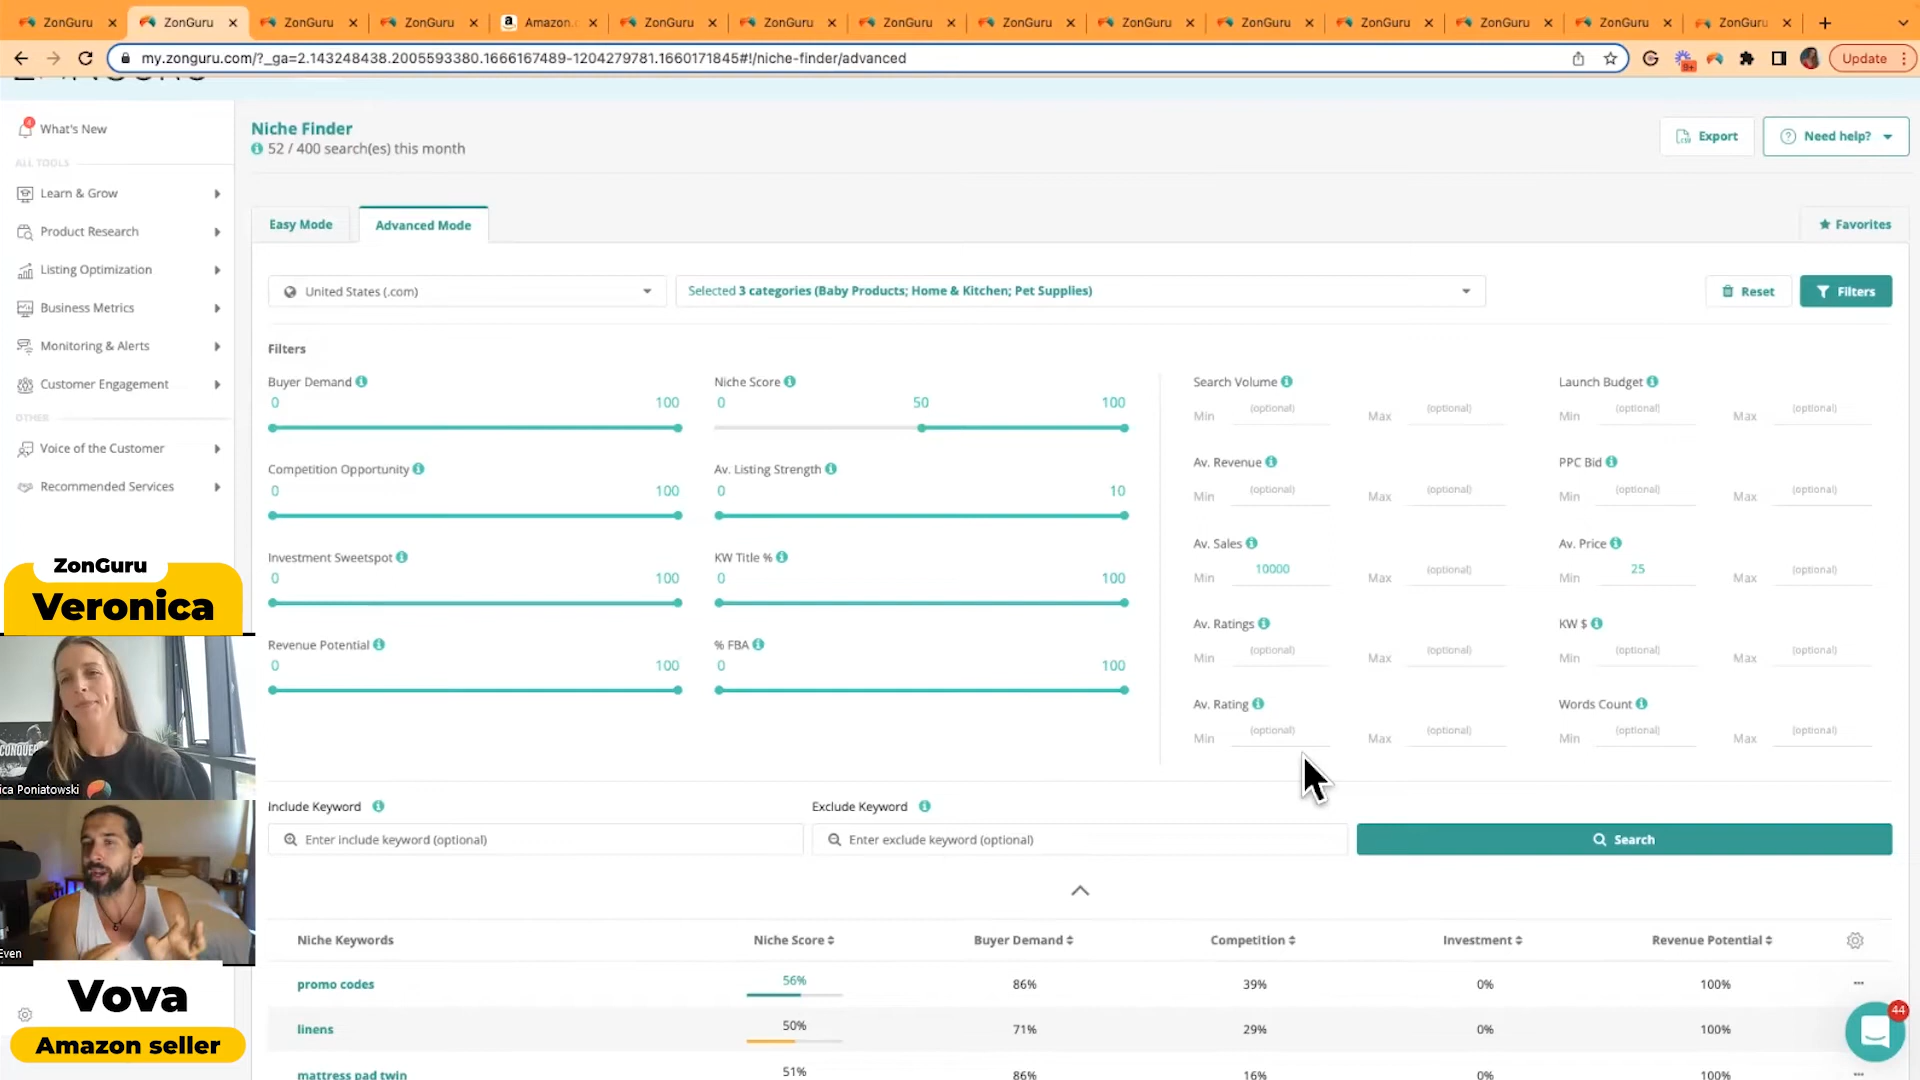 ZonGuru
ZonGuru
ZonGuru
ZonGuru
Amazon.c
ZonGuru
ZonGuru
ZonGuru
ZonGuru
ZonGuru
ZonGuru
ZonGuru
ZonGuru
ZonGuru
ZonGuru
my.zonguru.com/?_ga=2.143248438.2005593380.1666167489-1204279781.1660171845#!/niche-finder/advanced
9+
Update
4
What's New
ALL TOOLS
Learn & Grow
Product Research
Listing Optimization
Business Metrics
Monitoring & Alerts
Customer Engagement
OTHER
Voice of the Customer
Recommended Services
Niche Finder
52 / 400 search(es) this month
Export
Need help?
Easy Mode
Advanced Mode
Favorites
United States (.com)
Selected 3 categories (Baby Products; Home & Kitchen; Pet Supplies)
Reset
Filters
Filters
Buyer Demand
0 100
Niche Score
0 50 100
Search Volume
Min (optional) Max (optional)
Launch Budget
Min (optional) Max (optional)
Competition Opportunity
0 100
Av. Listing Strength
0 10
Av. Revenue
Min (optional) Max (optional)
PPC Bid
Min (optional) Max (optional)
Investment Sweetspot
0 100
KW Title %
0 100
Av. Sales
Min 10000 Max (optional)
Av. Price
Min 25 Max (optional)
Revenue Potential
0 100
% FBA
0 100
Av. Ratings
Min (optional) Max (optional)
KW $
Min (optional) Max (optional)
Av. Rating
Min (optional) Max (optional)
Words Count
Min (optional) Max (optional)
Include Keyword
Enter include keyword (optional)
Exclude Keyword
Enter exclude keyword (optional)
Search
Niche Keywords Niche Score Buyer Demand Competition Investment Revenue Potential
promo codes 56% 86% 39% 0% 100%
linens 50% 71% 29% 0% 100%
mattress pad twin 51% 86% 16% 0% 100%
44
ZonGuru
Veronica
ica Poniatowski
Even
Vova
Amazon seller